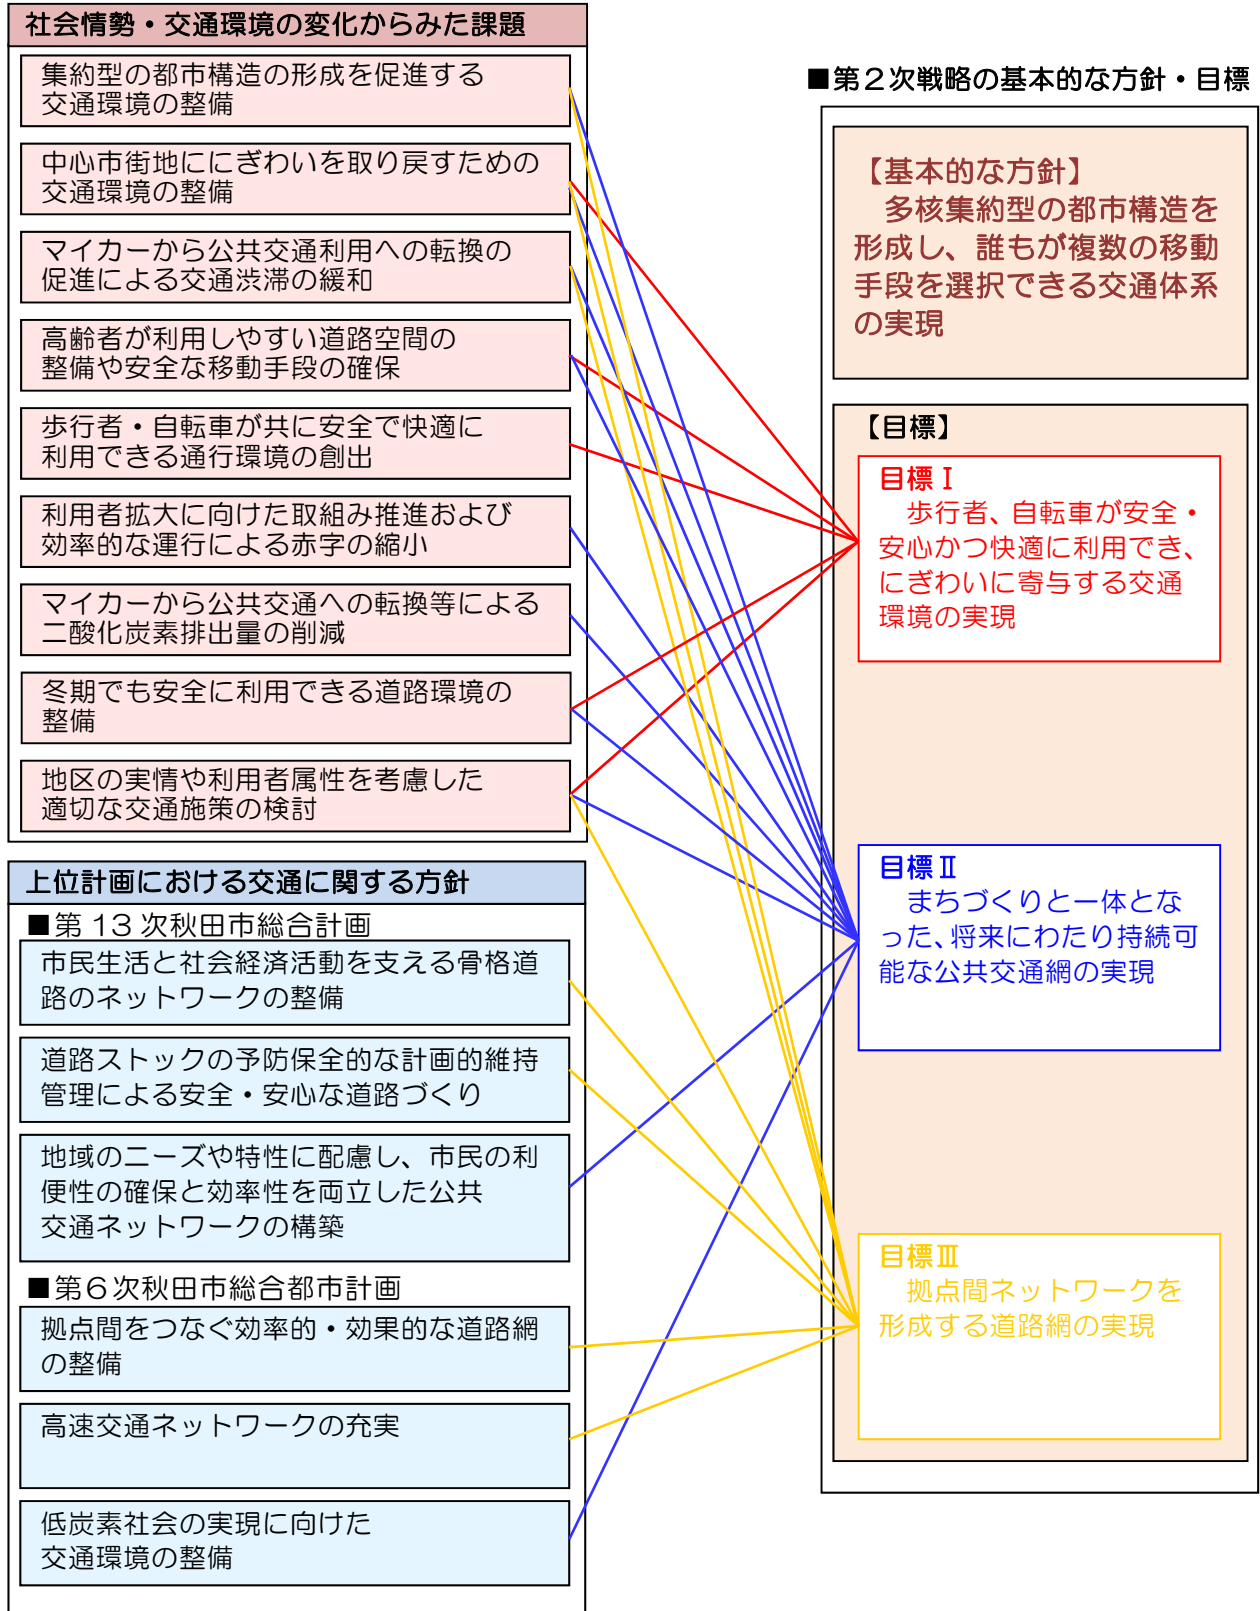 社会情勢・交通環境の変化からみた課題
集約型の都市構造の形成を促進する
交通環境の整備
中心市街地ににぎわいを取り戻すための
交通環境の整備
マイカーから公共交通利用への転換の
促進による交通渋滞の緩和
高齢者が利用しやすい道路空間の
整備や安全な移動手段の確保
歩行者・自転車が共に安全で快適に
利用できる通行環境の創出
利用者拡大に向けた取組み推進および
効率的な運行による赤字の縮小
マイカーから公共交通への転換等による
二酸化炭素排出量の削減
冬期でも安全に利用できる道路環境の
整備
地区の実情や利用者属性を考慮した
適切な交通施策の検討
上位計画における交通に関する方針
■第 13 次秋田市総合計画
市民生活と社会経済活動を支える骨格道
路のネットワークの整備
道路ストックの予防保全的な計画的維持
管理による安全・安心な道路づくり
地域のニーズや特性に配慮し、市民の利
便性の確保と効率性を両立した公共
交通ネットワークの構築
■第６次秋田市総合都市計画
拠点間をつなぐ効率的・効果的な道路網
の整備
高速交通ネットワークの充実
低炭素社会の実現に向けた
交通環境の整備
■第２次戦略の基本的な方針・目標
【基本的な方針】
多核集約型の都市構造を
形成し、誰もが複数の移動
手段を選択できる交通体系
の実現
【目標】
目標Ⅰ
歩行者、自転車が安全・
安心かつ快適に利用でき、
にぎわいに寄与する交通
環境の実現
目標Ⅱ
まちづくりと一体とな
った、将来にわたり持続可
能な公共交通網の実現
目標Ⅲ
拠点間ネットワークを
形成する道路網の実現